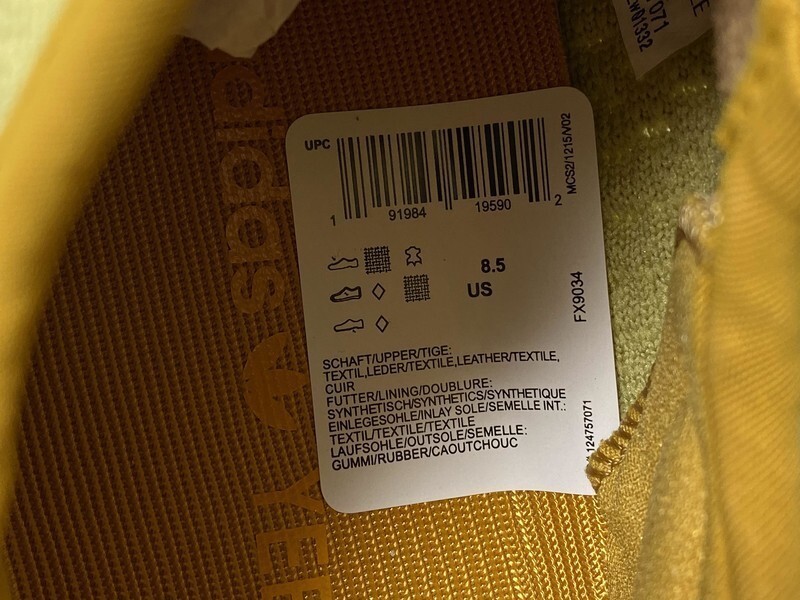 UPC
1 91984 19590 2
MCS2/1215/V02
8.5
US
FX9034
SCHAFT/UPPER/TIGE:
TEXTIL,LEDER/TEXTILE,LEATHER/TEXTILE,
CUIR
FUTTER/LINING/DOUBLURE:
SYNTHETISCH/SYNTHETICS/SYNTHETIQUE
EINLEGESOHLE/INLAY SOLE/SEMELLE INT.:
TEXTIL/TEXTILE/TEXTILE
LAUFSOHLE/OUTSOLE/SEMELLE:
GUMMI/RUBBER/CAOUTCHOUC
124757071
adidas
071